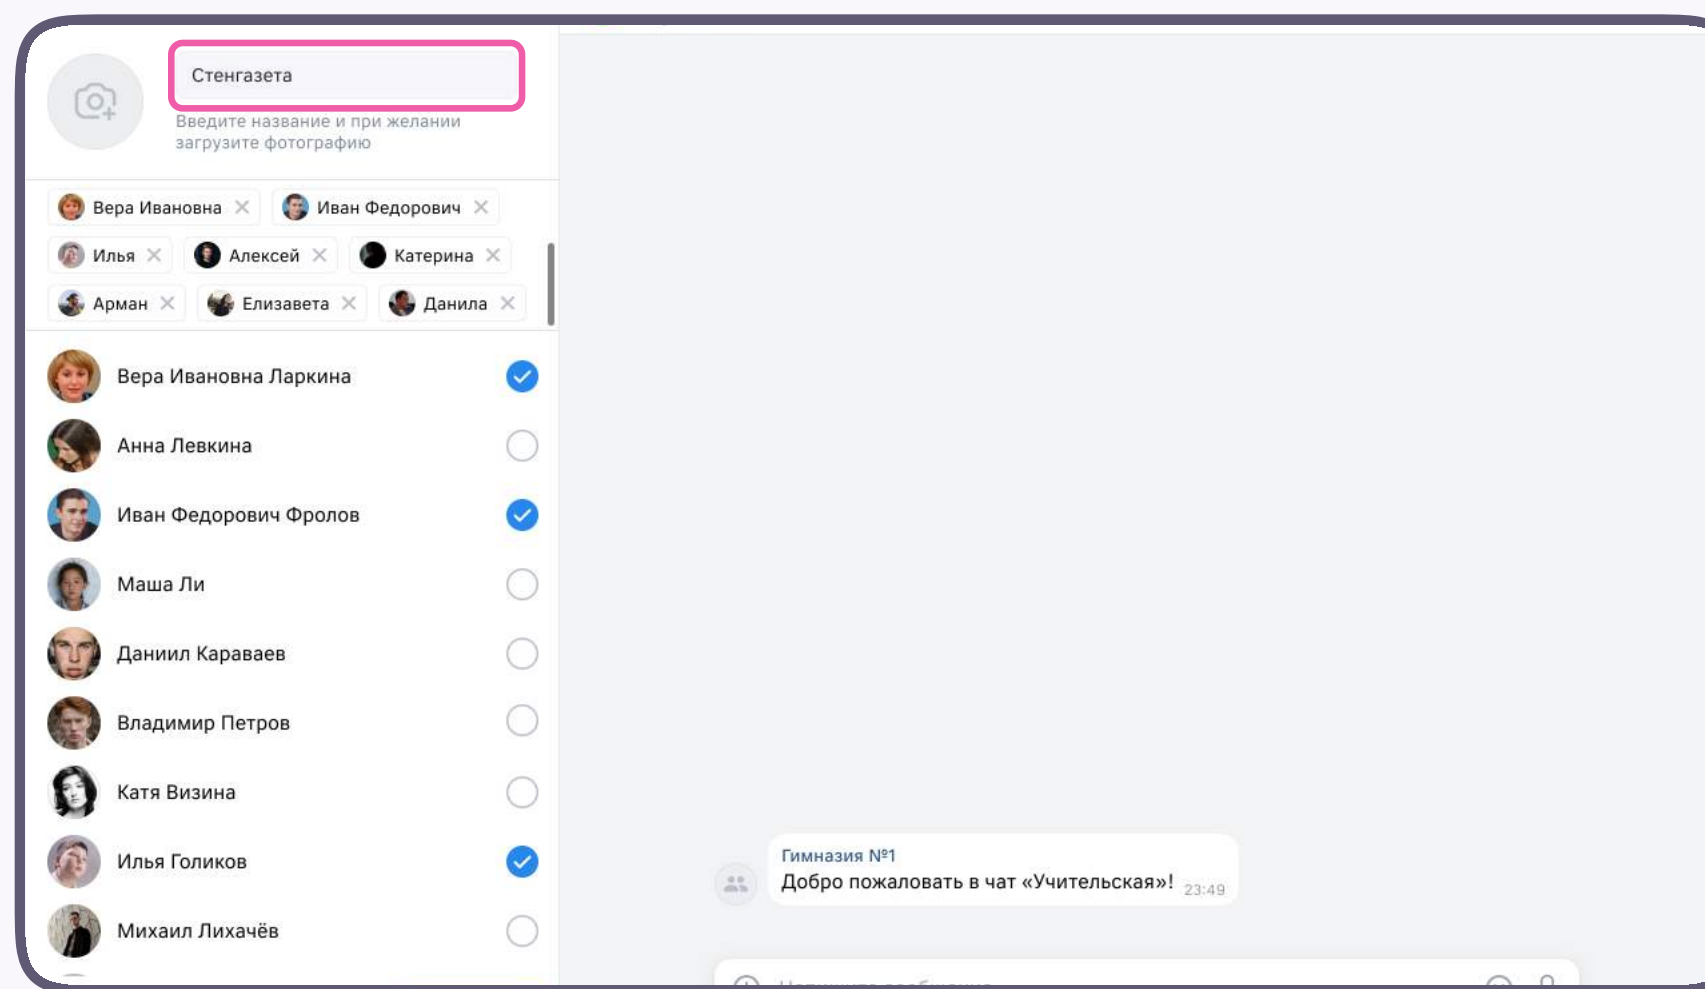 Стенгазета
Введите название и при желании
загрузите фотографию
Вера Ивановна Иван Федорович
Илья Алексей Катерина
Арман Елизавета Данила
Вера Ивановна Ларкина
Анна Левкина
Иван Федорович Фролов
Маша Ли
Даниил Караваев
Владимир Петров
Катя Визина
Илья Голиков
Михаил Лихачёв
Гимназия №1
Добро пожаловать в чат «Учительская»! 23:49